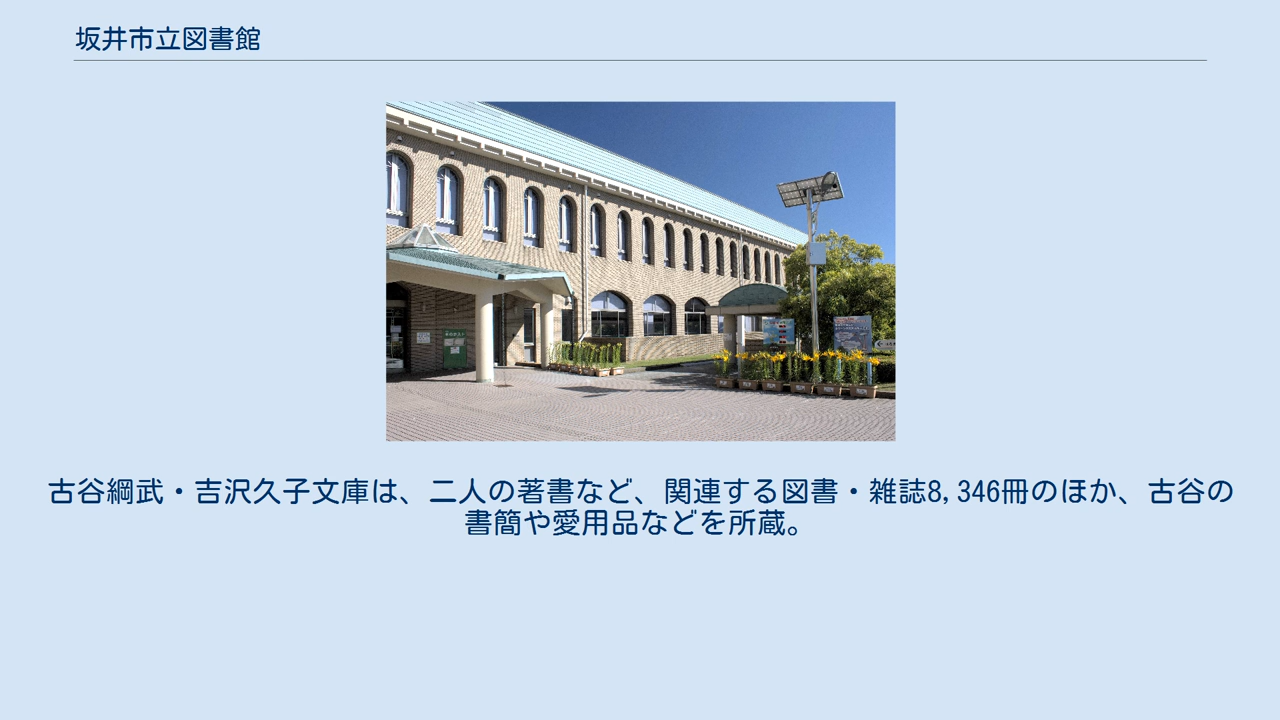 坂井市立図書館
古谷綱武・吉沢久子文庫は、二人の著書など、関連する図書・雑誌8,346冊のほか、古谷の
書簡や愛用品などを所蔵。